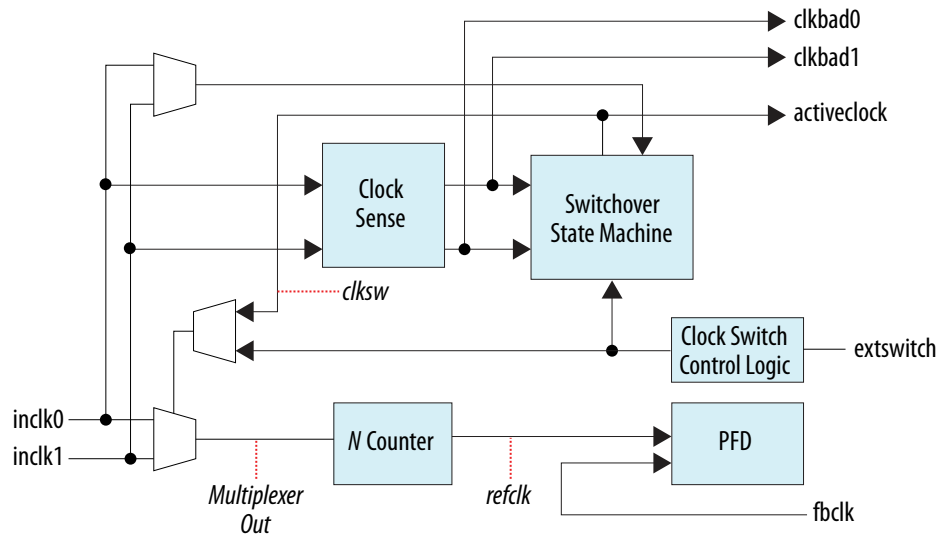 clkbad0
clkbad1
activeclock
Clock
Sense
Switchover
State Machine
clksw
Clock Switch
Control Logic
extswitch
inclk0
inclk1
N Counter
PFD
Multiplexer
Out
refclk
fbclk